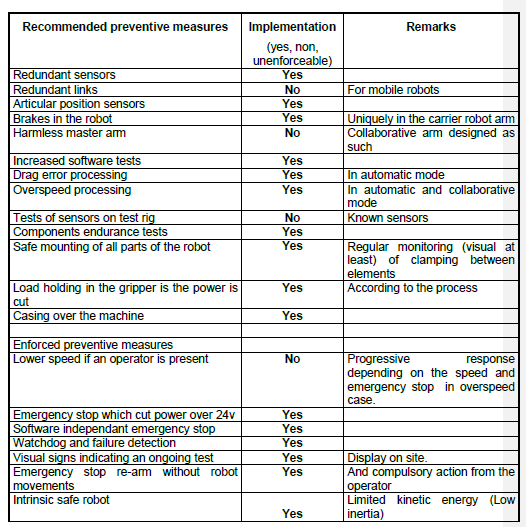 Recommended preventive measures Implementation Remarks
(yes, non,
unenforceable)
Redundant sensors Yes
Redundant links No For mobile robots
Articular position sensors Yes
Brakes in the robot Yes Uniquely in the carrier robot arm
Harmless master arm No Collaborative arm designed as
such
Increased software tests Yes
Drag error processing Yes In automatic mode
Overspeed processing Yes In automatic and collaborative
mode
Tests of sensors on test rig No Known sensors
Components endurance tests Yes
Safe mounting of all parts of the robot Yes Regular monitoring (visual at
least) of clamping between
elements
Load holding in the gripper is the power is Yes According to the process
cut
Casing over the machine Yes
Enforced preventive measures
Lower speed if an operator is present No Progressive response
depending on the speed and
emergency stop in overspeed
case.
Emergency stop which cut power over 24v Yes
Software independant emergency stop Yes
Watchdog and failure detection Yes
Visual signs indicating an ongoing test Yes Display on site.
Emergency stop re-arm without robot Yes And compulsory action from the
movements operator
Intrinsic safe robot Limited kinetic energy (Low
Yes inertia)